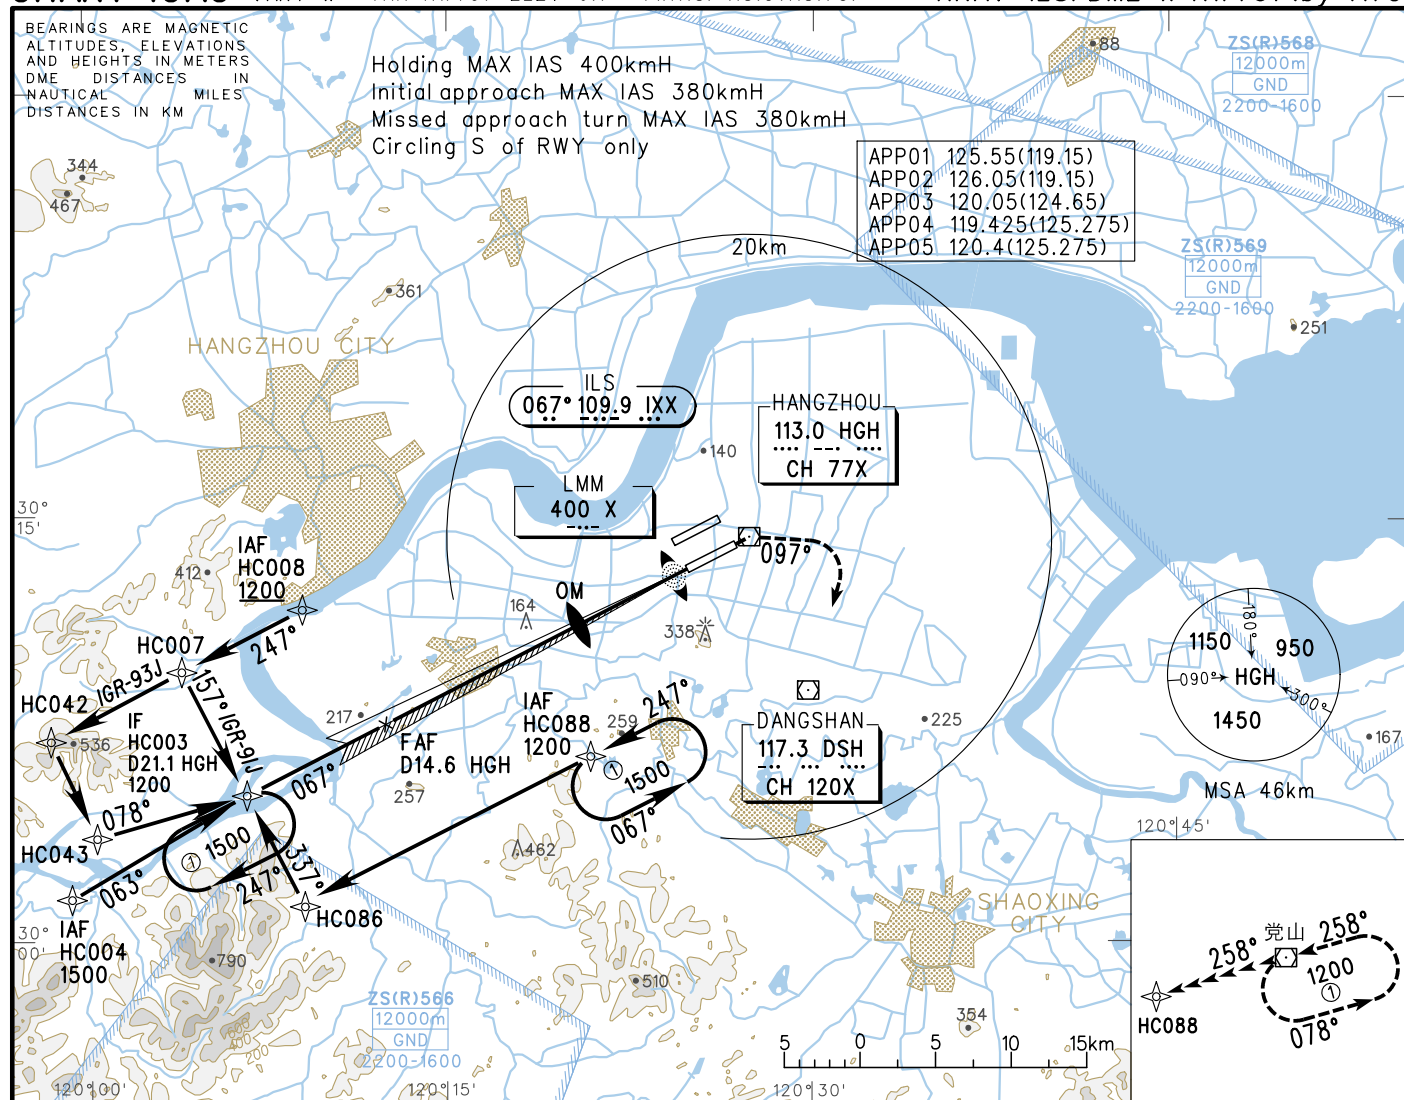 BEARINGS ARE MAGNETIC
ALTITUDES, ELEVATIONS
AND HEIGHTS IN METERS
DME DISTANCES IN
NAUTICAL MILES
DISTANCES IN KM
Holding MAX IAS 400kmH
Initial approach MAX IAS 380kmH
Missed approach turn MAX IAS 380kmH
Circling S of RWY only
88
ZS(R)568
12000m
GND
2200-1600
APP01 125.55(119.15)
APP02 126.05(119.15)
APP03 120.05(124.65)
APP04 119.425(125.275)
APP05 120.4(125.275)
344
467
20km
ZS(R)569
12000m
GND
2200-1600
361
251
HANGZHOU CITY
ILS
067° 109.9 IXX
HANGZHOU
113.0 HGH
CH 77X
140
LMM
400 X
30°
15'
097°
IAF
HC008
1200
412
OM
164
338
247°
HC007
IGR-93J
157°
IGR-91J
HC042
536
IF
HC003
D21.1 HGH
1200
217
067°
FAF
D14.6 HGH
257
IAF
HC088
1200
259
247°
1
1500
067°
DANGSHAN
117.3 DSH
CH 120X
225
180°
1150
950
090°
HGH
300°
1450
167
MSA 46km
120°45'
078°
HC043
1
1500
247°
337°
063°
HC086
462
IAF
HC004
1500
30°
00'
790
510
SHAOXING
CITY
354
600
400
200
ZS(R)566
12000m
GND
2200-1600
5 0 5 10 15km
120°00'
120°15'
120°30'
党山
258°
258°
1200
1
078°
HC088